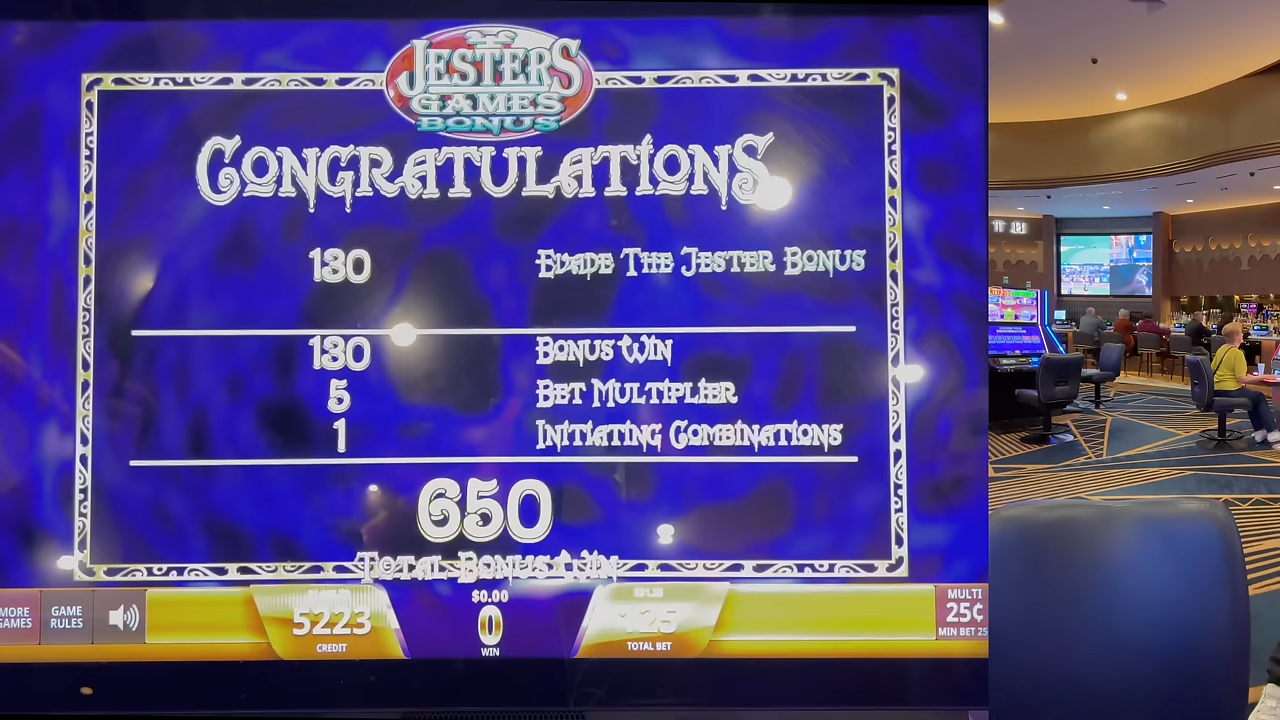 JESTERS
GAMES
BONUS
CONGRATULATIONS
130 EVADE THE JESTER BONUS
130 BONUS WIN
5 BET MULTIPLIER
1 INITIATING COMBINATIONS
650
TOTAL BONUS WIN
MORE
GAMES
GAME
RULES
5223
CREDIT
$0.00
0
WIN
125
TOTAL BET
MULTI
25¢
MIN BET 25